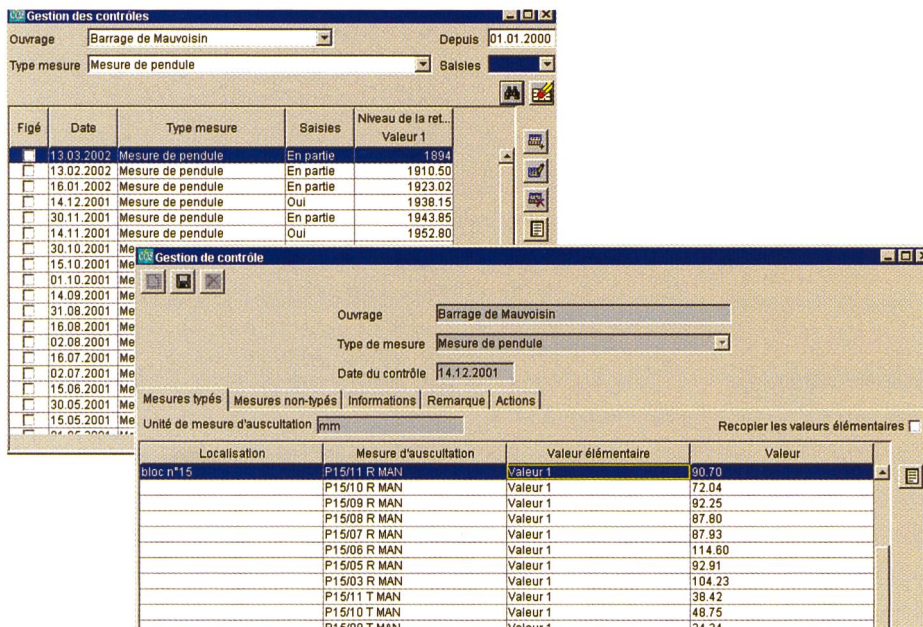 Gestion des contrôles
Ouvrage Barrage de Mauvoisin Depuis 01.01.2000
Type mesure Mesure de pendule Saisies
Figé Date Type mesure Saisies Niveau de la ret... Valeur 1
13.03.2002 Mesure de pendule En partie 1894
13.02.2002 Mesure de pendule En partie 1910.50
16.01.2002 Mesure de pendule En partie 1923.02
14.12.2001 Mesure de pendule Oui 1938.15
30.11.2001 Mesure de pendule En partie 1943.85
14.11.2001 Mesure de pendule Oui 1952.80
30.10.2001 Me
15.10.2001 Me
01.10.2001 Me
14.09.2001 Me
31.08.2001 Me
16.08.2001 Me
02.08.2001 Me
16.07.2001 Me
02.07.2001 Me
15.06.2001 Me
30.05.2001 Me
15.05.2001 Me
Gestion de contrôle
Ouvrage Barrage de Mauvoisin
Type de mesure Mesure de pendule
Date du contrôle 14.12.2001
Mesures typés Mesures non-typés Informations Remarque Actions
Unité de mesure d'auscultation mm Recopier les valeurs élémentaires
Localisation Mesure d'auscultation Valeur élémentaire Valeur
bloc n°15 P15/11 R MAN Valeur 1 90.70
P15/10 R MAN Valeur 1 72.04
P15/09 R MAN Valeur 1 92.25
P15/08 R MAN Valeur 1 87.80
P15/07 R MAN Valeur 1 87.93
P15/06 R MAN Valeur 1 114.60
P15/05 R MAN Valeur 1 92.91
P15/03 R MAN Valeur 1 104.23
P15/11 T MAN Valeur 1 38.42
P15/10 T MAN Valeur 1 48.75